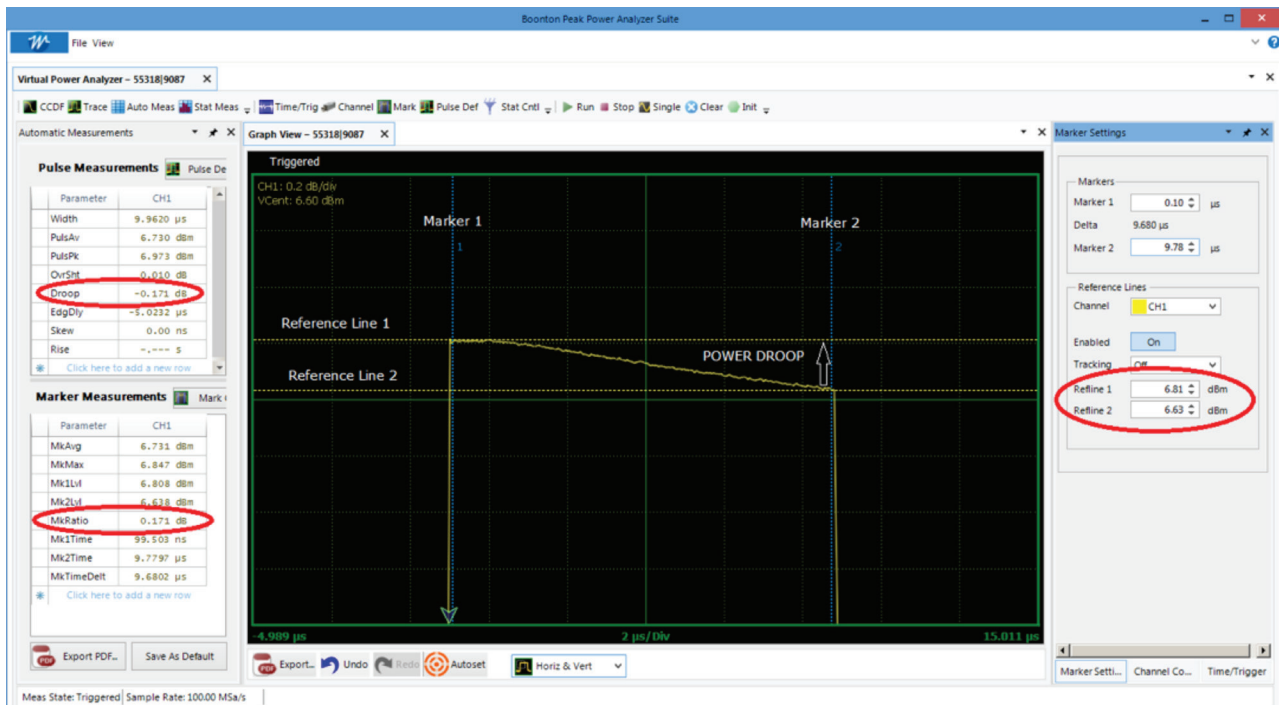 Boonton Peak Power Analyzer Suite
File View
Virtual Power Analyzer – 55318|9087
CCDF Trace Auto Meas Stat Meas Time/Trig Channel Mark Pulse Def Stat Cntl Run Stop Single Clear Init
Automatic Measurements
Pulse Measurements Pulse De
Parameter CH1
Width 9.9620 µs
PulsAv 6.730 dBm
PulsPk 6.973 dBm
OvrSht 0.010 dB
Droop -0.171 dB
EdgDly -5.0232 µs
Skew 0.00 ns
Rise -.--- s
Click here to add a new row
Marker Measurements Mark
Parameter CH1
MkAvg 6.731 dBm
MkMax 6.847 dBm
Mk1Lvl 6.808 dBm
Mk2Lvl 6.638 dBm
MkRatio 0.171 dB
Mk1Time 99.503 ns
Mk2Time 9.7797 µs
MkTimeDelt 9.6802 µs
Click here to add a new row
Export PDF... Save As Default
Graph View – 55318|9087
Triggered
CH1: 0.2 dB/div
VCent: 6.60 dBm
Marker 1
Marker 2
1
2
Reference Line 1
POWER DROOP
Reference Line 2
-4.989 µs 2 µs/Div 15.011 µs
PDF Export... Undo Redo Autoset Horiz & Vert
Marker Settings
Markers
Marker 1 0.10 µs
Delta 9.680 µs
Marker 2 9.78 µs
Reference Lines
Channel CH1
Enabled On
Tracking Off
Refline 1 6.81 dBm
Refline 2 6.63 dBm
Marker Setti... Channel Co... Time/Trigger
Meas State: Triggered Sample Rate: 100.00 MSa/s